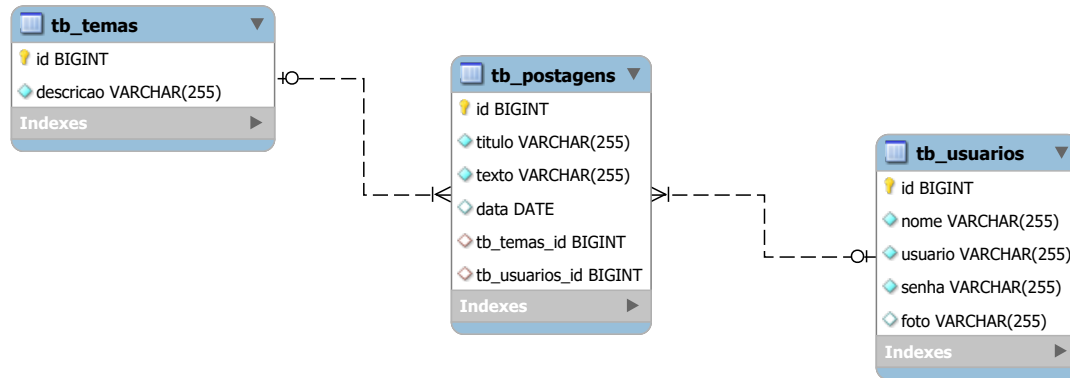 tb_temas
id BIGINT
descricao VARCHAR(255)
Indexes
tb_postagens
id BIGINT
titulo VARCHAR(255)
texto VARCHAR(255)
data DATE
tb_temas_id BIGINT
tb_usuarios_id BIGINT
Indexes
tb_usuarios
id BIGINT
nome VARCHAR(255)
usuario VARCHAR(255)
senha VARCHAR(255)
foto VARCHAR(255)
Indexes